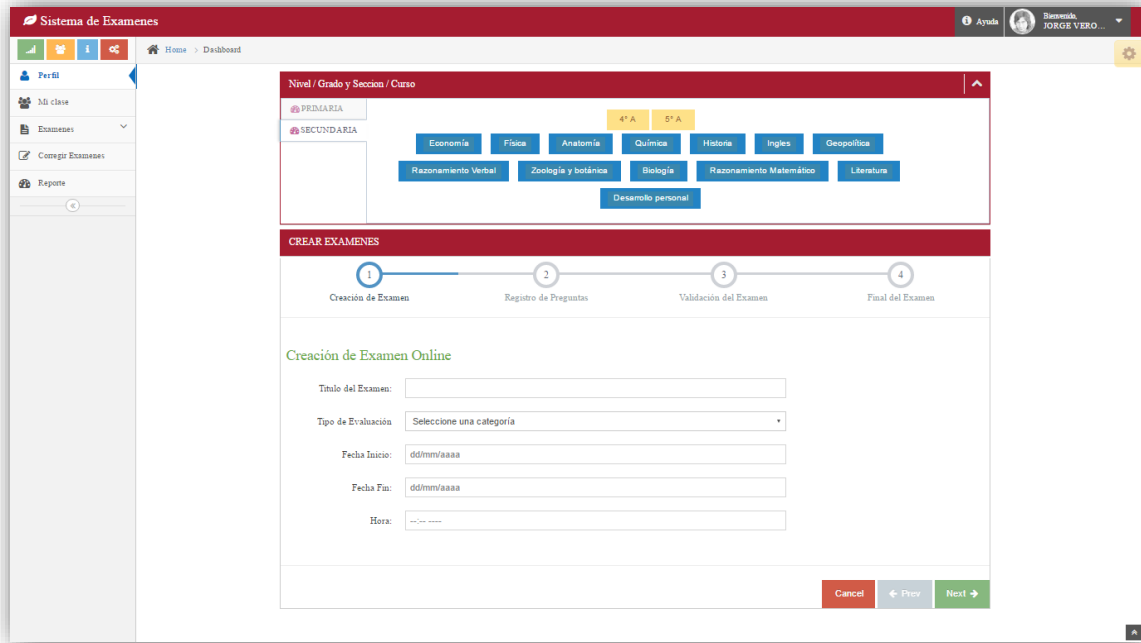 Sistema de Examenes
Ayuda
Bienvenido,
JORGE VERO...
Home > Dashboard
Perfil
Mi clase
Examenes
Corregir Examenes
Reporte
Nivel / Grado y Seccion / Curso
PRIMARIA
SECUNDARIA
4° A 5° A
Economía Física Anatomía Química Historia Ingles Geopolítica
Razonamiento Verbal Zoología y botánica Biología Razonamiento Matemático Literatura
Desarrollo personal
CREAR EXAMENES
1 2 3 4
Creación de Examen Registro de Preguntas Validación del Examen Final del Examen
Creación de Examen Online
Titulo del Examen:
Tipo de Evaluación Seleccione una categoría
Fecha Inicio: dd/mm/aaaa
Fecha Fin: dd/mm/aaaa
Hora: --:-- ----
Cancel Prev Next